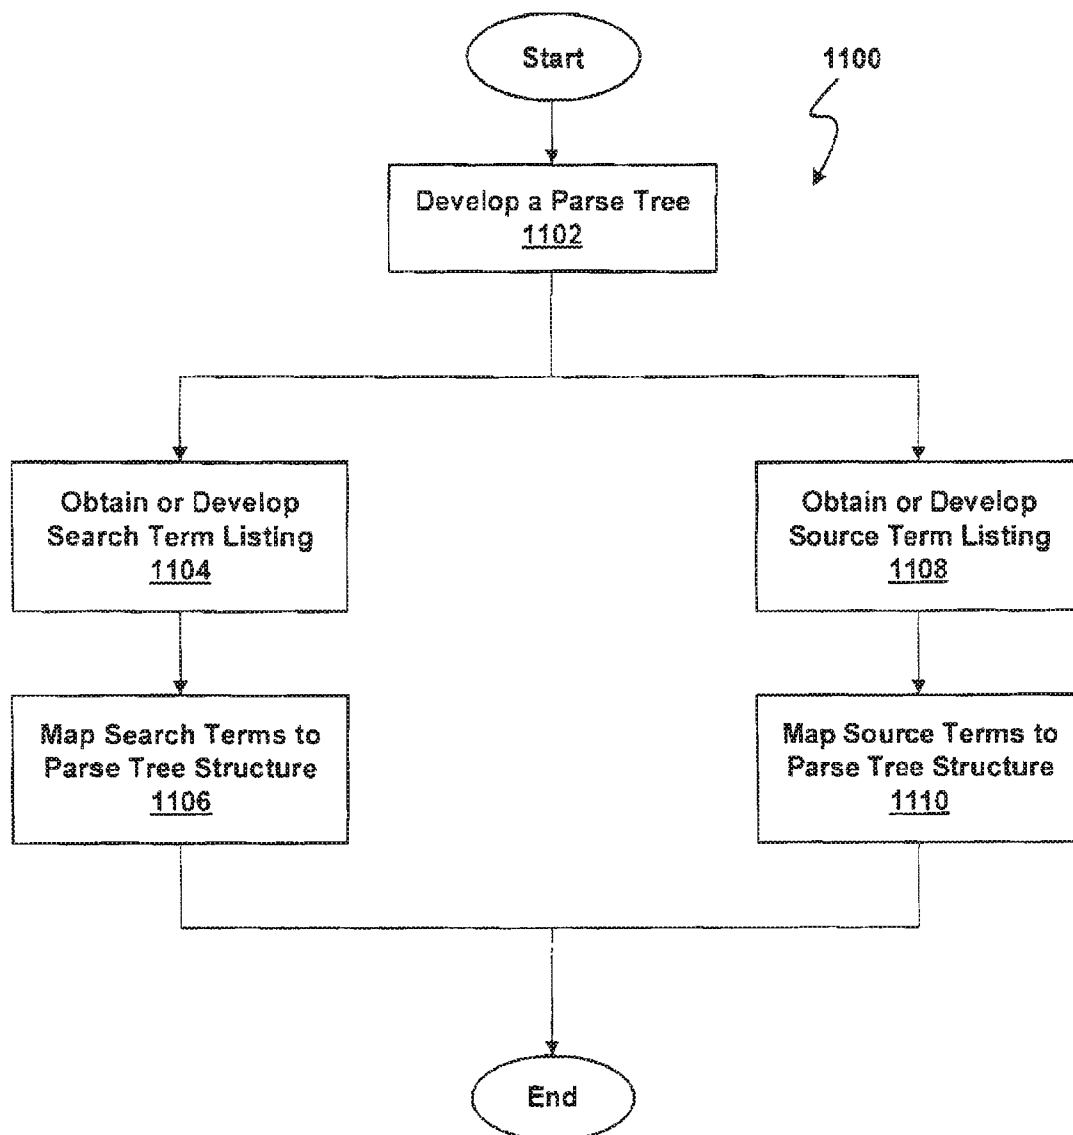 Start
1100
Develop a Parse Tree
1102
Obtain or Develop
Search Term Listing
1104
Obtain or Develop
Source Term Listing
1108
Map Search Terms to
Parse Tree Structure
1106
Map Source Terms to
Parse Tree Structure
1110
End